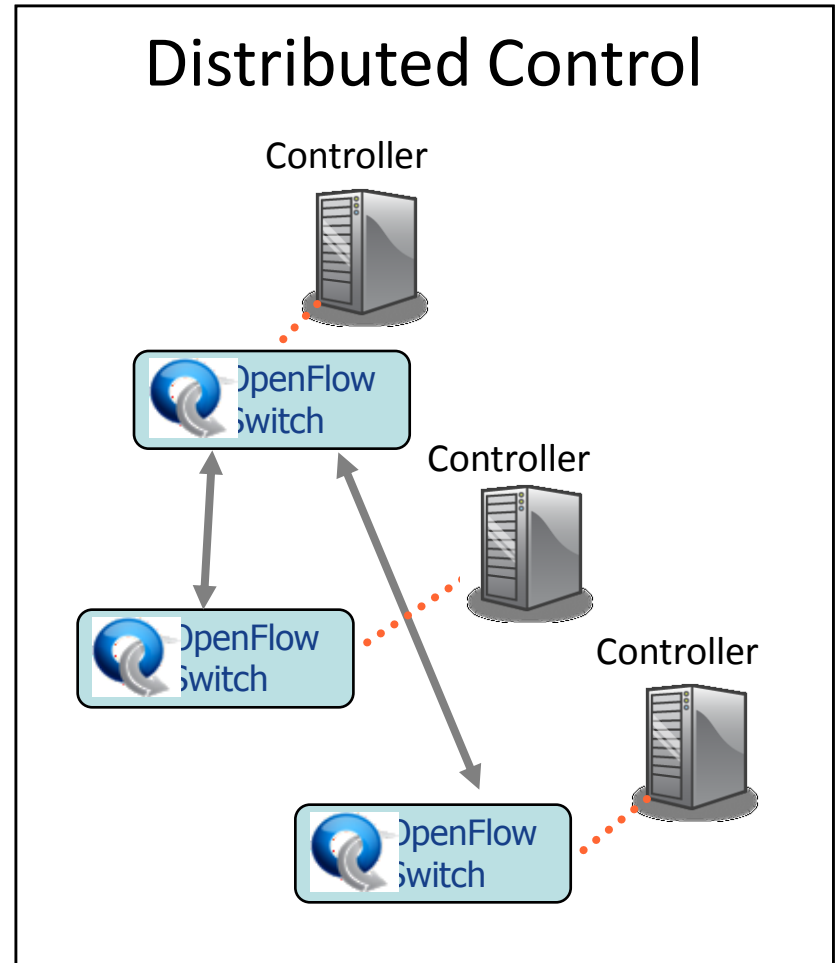 Distributed Control
Controller
OpenFlow
Switch
Controller
OpenFlow
Switch
Controller
OpenFlow
Switch